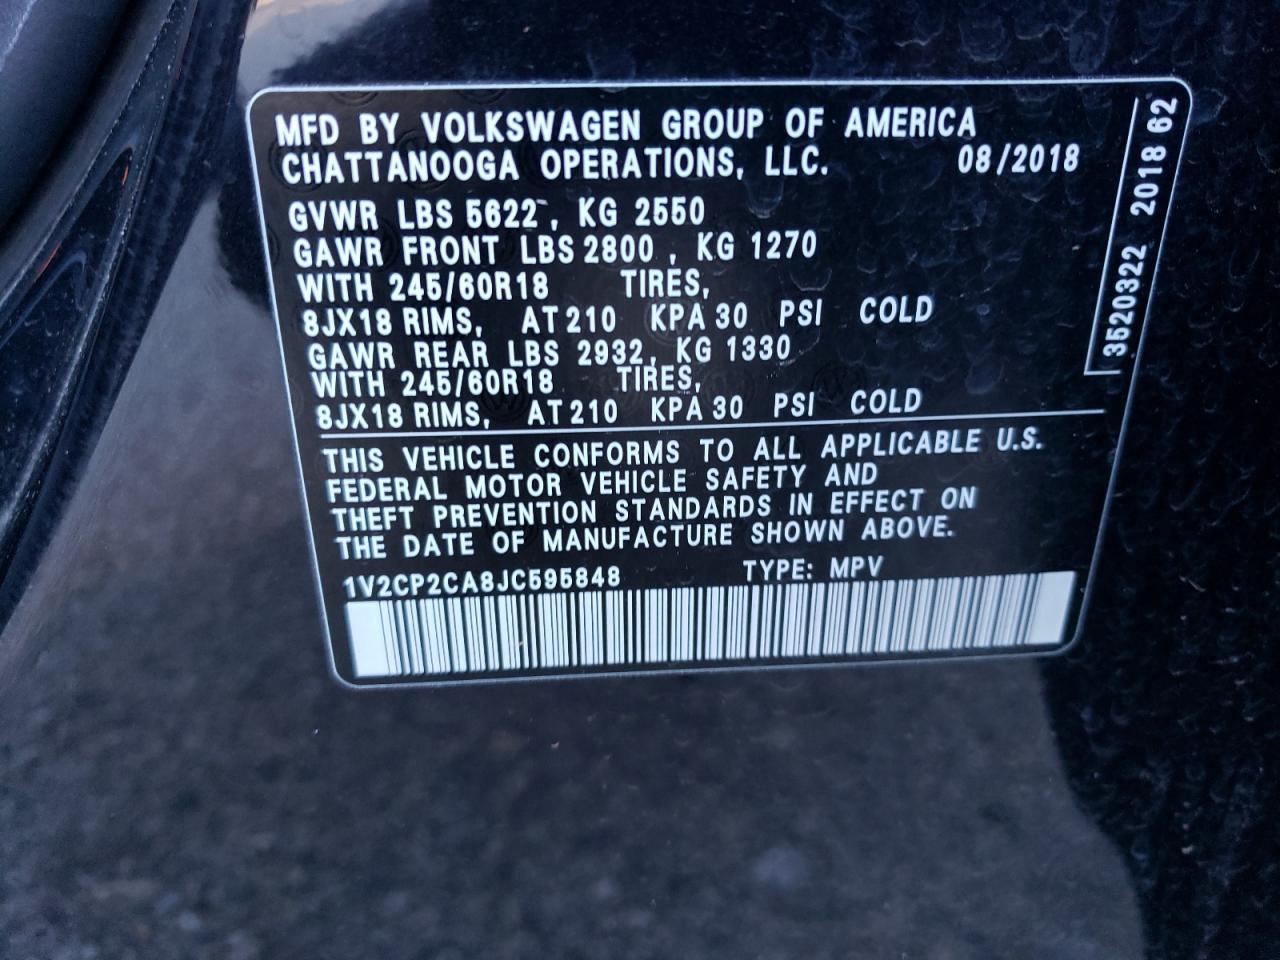 MFD BY VOLKSWAGEN GROUP OF AMERICA
CHATTANOOGA OPERATIONS, LLC. 08/2018
GVWR LBS 5622, KG 2550
GAWR FRONT LBS 2800 , KG 1270
WITH 245/60R18 TIRES,
8JX18 RIMS, AT 210 KPA 30 PSI COLD
GAWR REAR LBS 2932, KG 1330
WITH 245/60R18 TIRES,
8JX18 RIMS, AT 210 KPA 30 PSI COLD
THIS VEHICLE CONFORMS TO ALL APPLICABLE U.S.
FEDERAL MOTOR VEHICLE SAFETY AND
THEFT PREVENTION STANDARDS IN EFFECT ON
THE DATE OF MANUFACTURE SHOWN ABOVE.
1V2CP2CA8JC595848 TYPE: MPV
3520322 2018 62